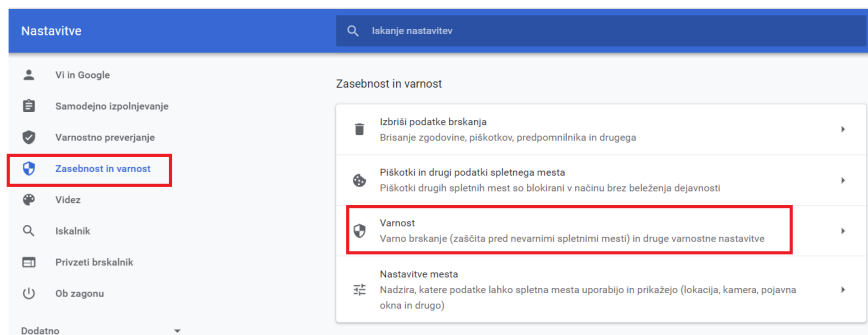 Nastavitve
Iskanje nastavitev
Vi in Google
Samodejno izpolnjevanje
Varnostno preverjanje
Zasebnost in varnost
Videz
Iskalnik
Privzeti brskalnik
Ob zagonu
Dodatno
Zasebnost in varnost
Izbriši podatke brskanja
Brisanje zgodovine, piškotkov, predpomnilnika in drugega
Piškotki in drugi podatki spletnega mesta
Piškotki drugih spletnih mest so blokirani v načinu brez beleženja dejavnosti
Varnost
Varno brskanje (zaščita pred nevarnimi spletnimi mesti) in druge varnostne nastavitve
Nastavitve mesta
Nadzira, katere podatke lahko spletna mesta uporabijo in prikažejo (lokacija, kamera, pojavna
okna in drugo)